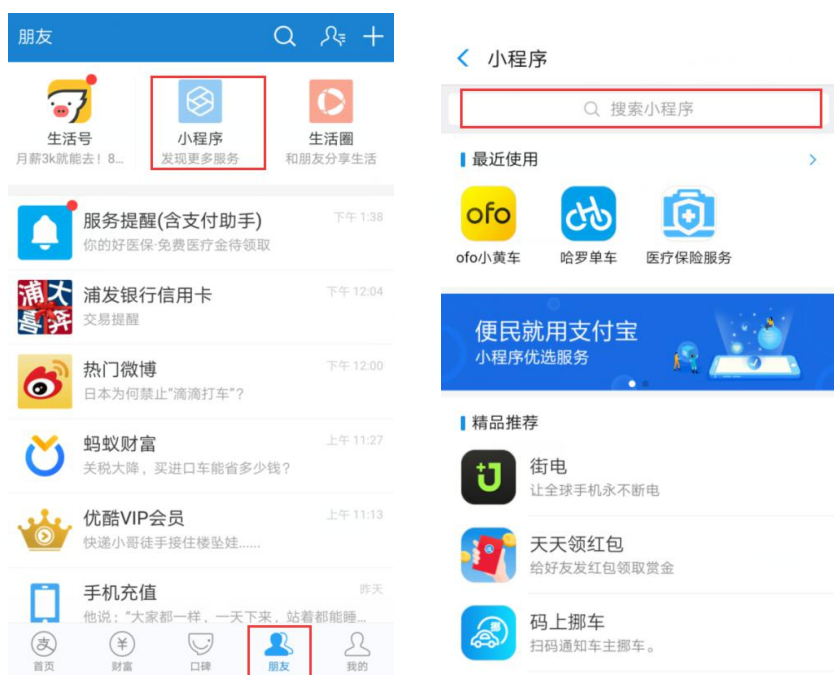 朋友
生活号
月薪3k就能去！8...
小程序
发现更多服务
生活圈
和朋友分享生活
服务提醒(含支付助手)
下午 1:38
你的好医保·免费医疗金待领取
浦大喜奔
浦发银行信用卡
下午 12:04
交易提醒
热门微博
下午 12:00
日本为何禁止“滴滴打车”?
蚂蚁财富
上午 11:27
关税大降，买进口车能省多少钱?
优酷VIP会员
上午 11:13
快递小哥徒手接住楼坠娃......
手机充值
昨天
他说：“大家都一样，一天下来，站着都能睡...
支
首页
¥
财富
口碑
朋友
我的
小程序
搜索小程序
最近使用
ofo
ofo小黄车
哈罗单车
医疗保险服务
便民就用支付宝
小程序优选服务
精品推荐
街电
让全球手机永不断电
天天领红包
给好友发红包领取赏金
码上挪车
扫码通知车主挪车。